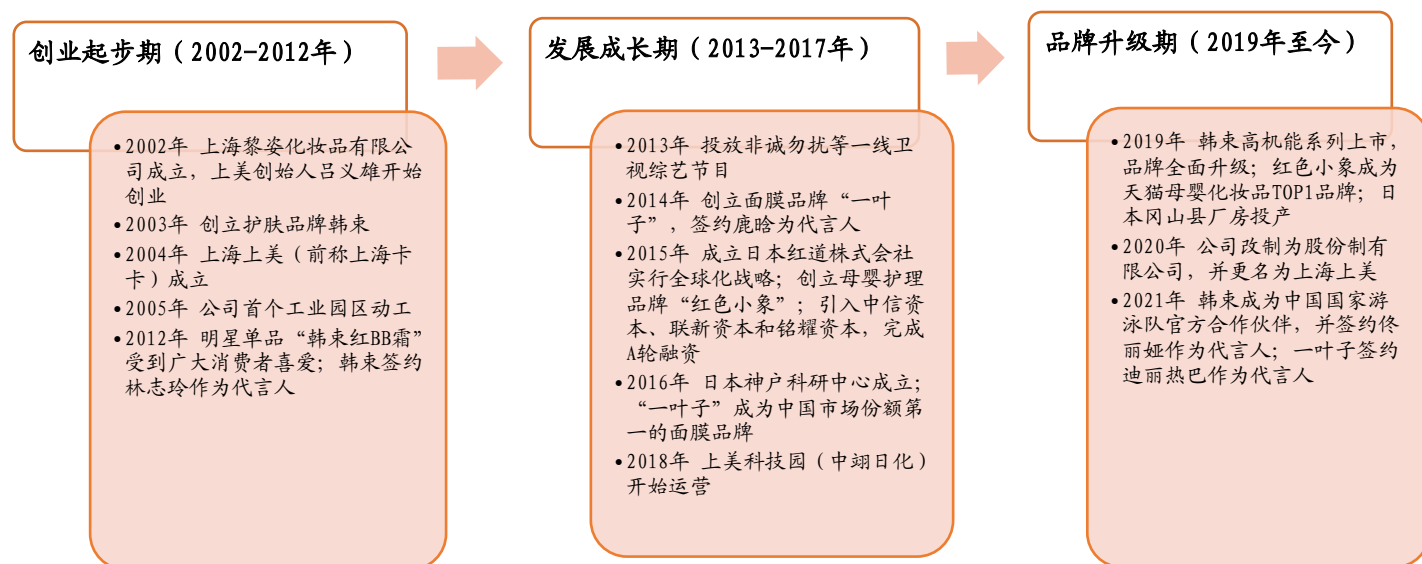 创业起步期（2002-2012年）
•2002年 上海黎姿化妆品有限公
司成立，上美创始人吕义雄开始
创业
•2003年 创立护肤品牌韩束
•2004年 上海上美（前称上海卡
卡）成立
•2005年 公司首个工业园区动工
•2012年 明星单品“韩束红BB霜”
受到广大消费者喜爱；韩束签约
林志玲作为代言人
发展成长期（2013-2017年）
•2013年 投放非诚勿扰等一线卫
视综艺节目
•2014年 创立面膜品牌“一叶
子”，签约鹿晗为代言人
•2015年 成立日本红道株式会社
实行全球化战略；创立母婴护理
品牌“红色小象”；引入中信资
本、联新资本和铭耀资本，完成
A轮融资
•2016年 日本神户科研中心成立；
“一叶子”成为中国市场份额第
一的面膜品牌
•2018年 上美科技园（中翊日化）
开始运营
品牌升级期（2019年至今）
•2019年 韩束高机能系列上市，
品牌全面升级；红色小象成为
天猫母婴化妆品TOP1品牌；日
本冈山县厂房投产
•2020年 公司改制为股份制有
限公司，并更名为上海上美
•2021年 韩束成为中国国家游
泳队官方合作伙伴，并签约佟
丽娅作为代言人；一叶子签约
迪丽热巴作为代言人